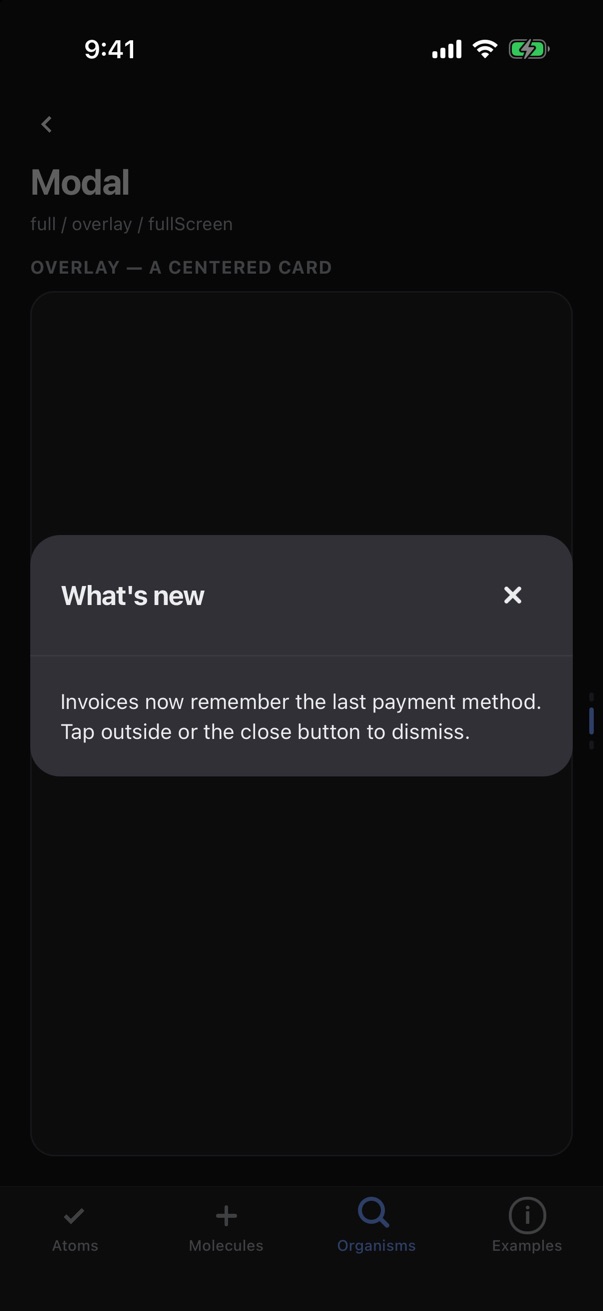 9:41
Modal
full / overlay / fullScreen
OVERLAY — A CENTERED CARD
What's new
Invoices now remember the last payment method.
Tap outside or the close button to dismiss.
Atoms
Molecules
Organisms
Examples